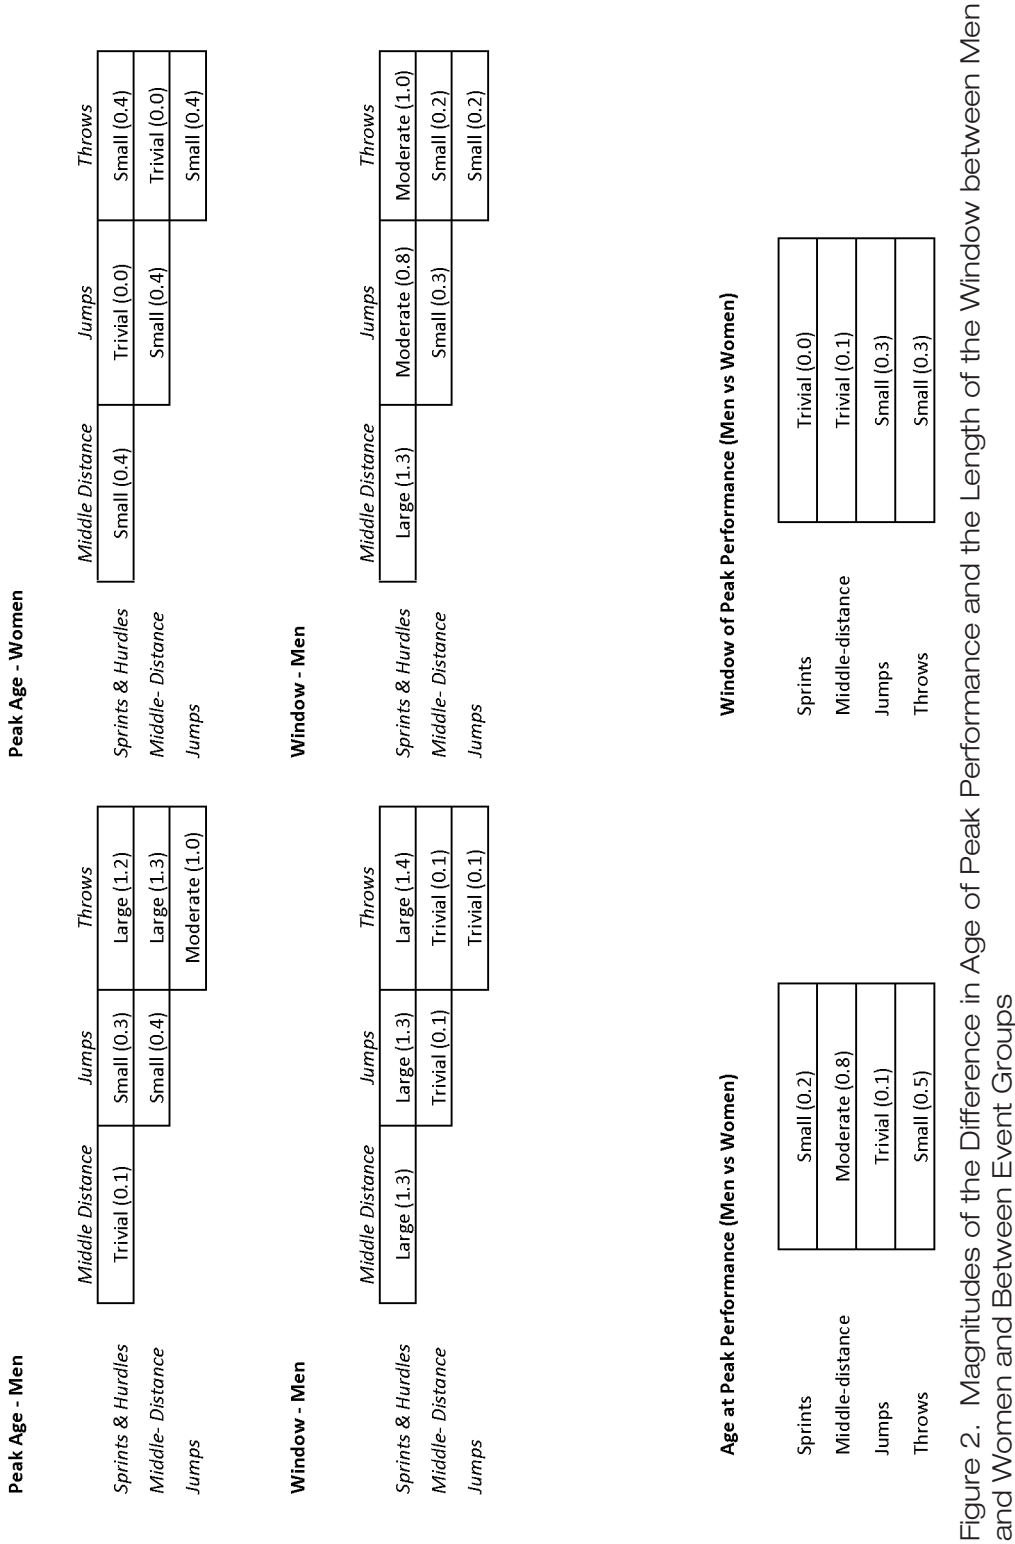 Peak Age - Men
Middle Distance Jumps Throws
Sprints & Hurdles Trivial (0.1) Small (0.3) Large (1.2)
Middle- Distance Small (0.4) Large (1.3)
Jumps Moderate (1.0)
Peak Age - Women
Middle Distance Jumps Throws
Sprints & Hurdles Small (0.4) Trivial (0.0) Small (0.4)
Middle- Distance Small (0.4) Trivial (0.0)
Jumps Small (0.4)
Window - Men
Middle Distance Jumps Throws
Sprints & Hurdles Large (1.3) Large (1.3) Large (1.4)
Middle- Distance Trivial (0.1) Trivial (0.1)
Jumps Trivial (0.1)
Window - Men
Middle Distance Jumps Throws
Sprints & Hurdles Large (1.3) Moderate (0.8) Moderate (1.0)
Middle- Distance Small (0.3) Small (0.2)
Jumps Small (0.2)
Age at Peak Performance (Men vs Women)
Sprints Small (0.2)
Middle-distance Moderate (0.8)
Jumps Trivial (0.1)
Throws Small (0.5)
Window of Peak Performance (Men vs Women)
Sprints Trivial (0.0)
Middle-distance Trivial (0.1)
Jumps Small (0.3)
Throws Small (0.3)
Figure 2. Magnitudes of the Difference in Age of Peak Performance and the Length of the Window between Men
and Women and Between Event Groups